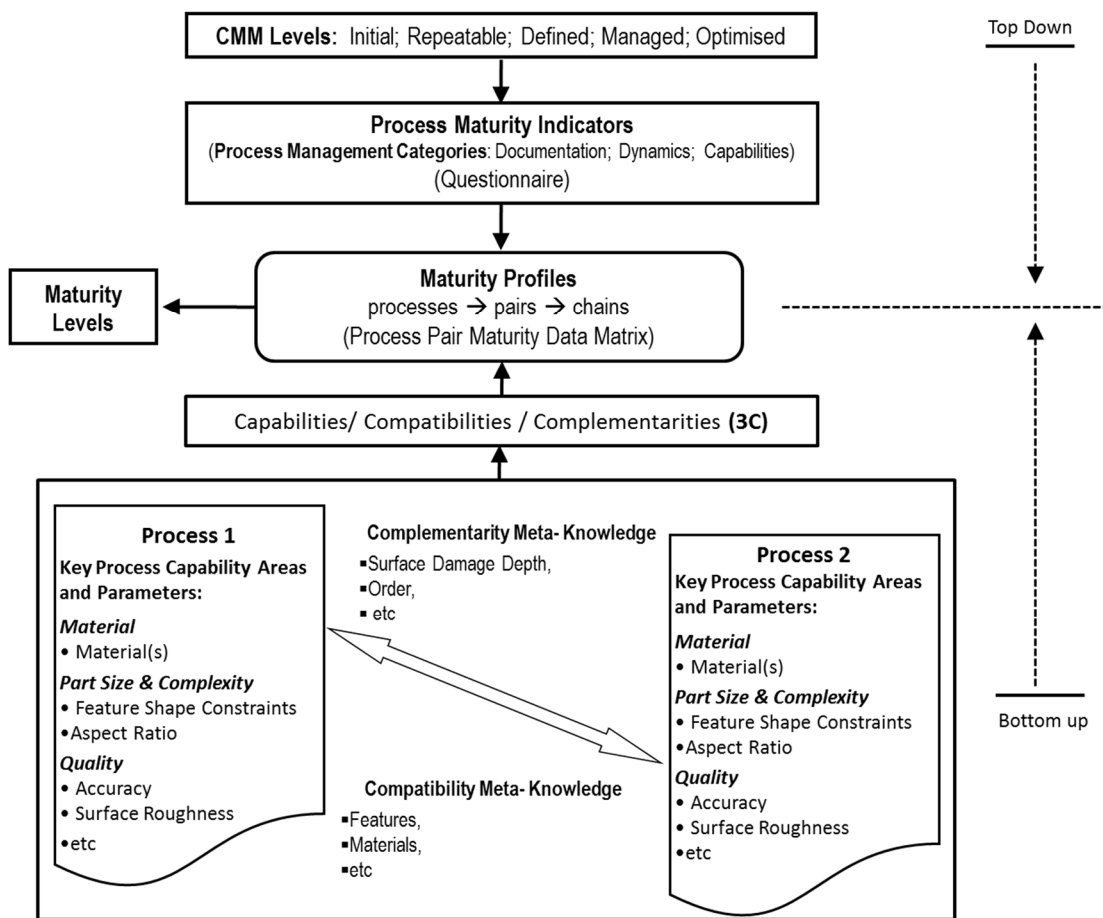 CMM Levels: Initial; Repeatable; Defined; Managed; Optimised
Top Down
Process Maturity Indicators
(Process Management Categories: Documentation; Dynamics; Capabilities)
(Questionnaire)
Maturity
Levels
Maturity Profiles
processes → pairs → chains
(Process Pair Maturity Data Matrix)
Capabilities/ Compatibilities / Complementarities (3C)
Process 1
Key Process Capability Areas
and Parameters:
Material
• Material(s)
Part Size & Complexity
• Feature Shape Constraints
•Aspect Ratio
Quality
• Accuracy
• Surface Roughness
•etc
Complementarity Meta- Knowledge
▪Surface Damage Depth,
▪Order,
▪ etc
Compatibility Meta- Knowledge
▪Features,
▪Materials,
▪etc
Process 2
Key Process Capability Areas
and Parameters:
Material
• Material(s)
Part Size & Complexity
• Feature Shape Constraints
•Aspect Ratio
Quality
• Accuracy
• Surface Roughness
•etc
Bottom up